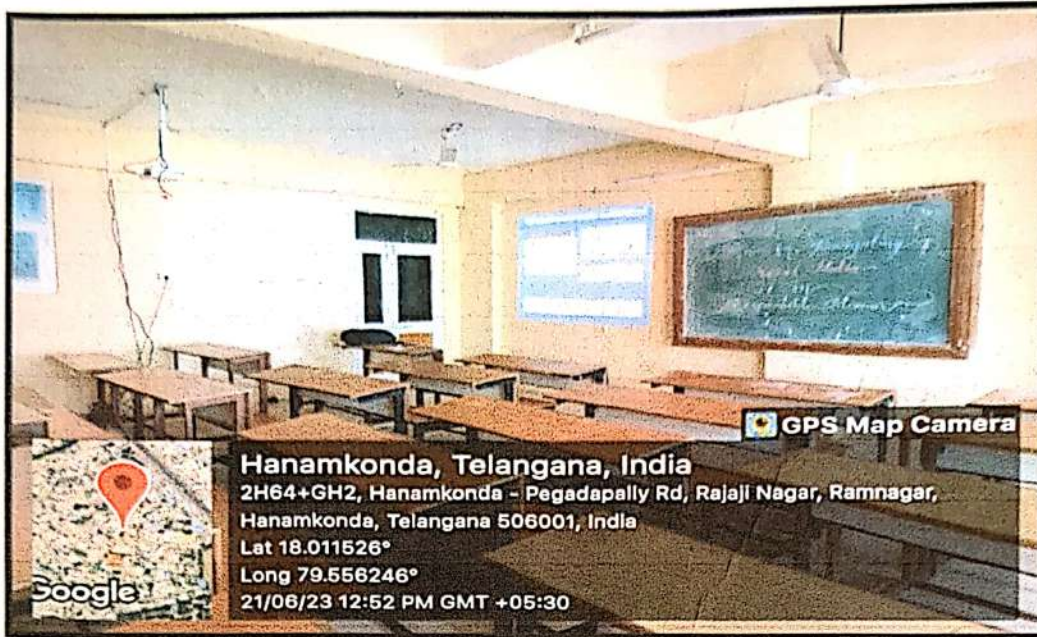 GPS Map Camera
Hanamkonda, Telangana, India
2H64+GH2, Hanamkonda - Pegadapally Rd, Rajaji Nagar, Ramnagar,
Hanamkonda, Telangana 506001, India
Lat 18.011526°
Long 79.556246°
21/06/23 12:52 PM GMT +05:30
Google